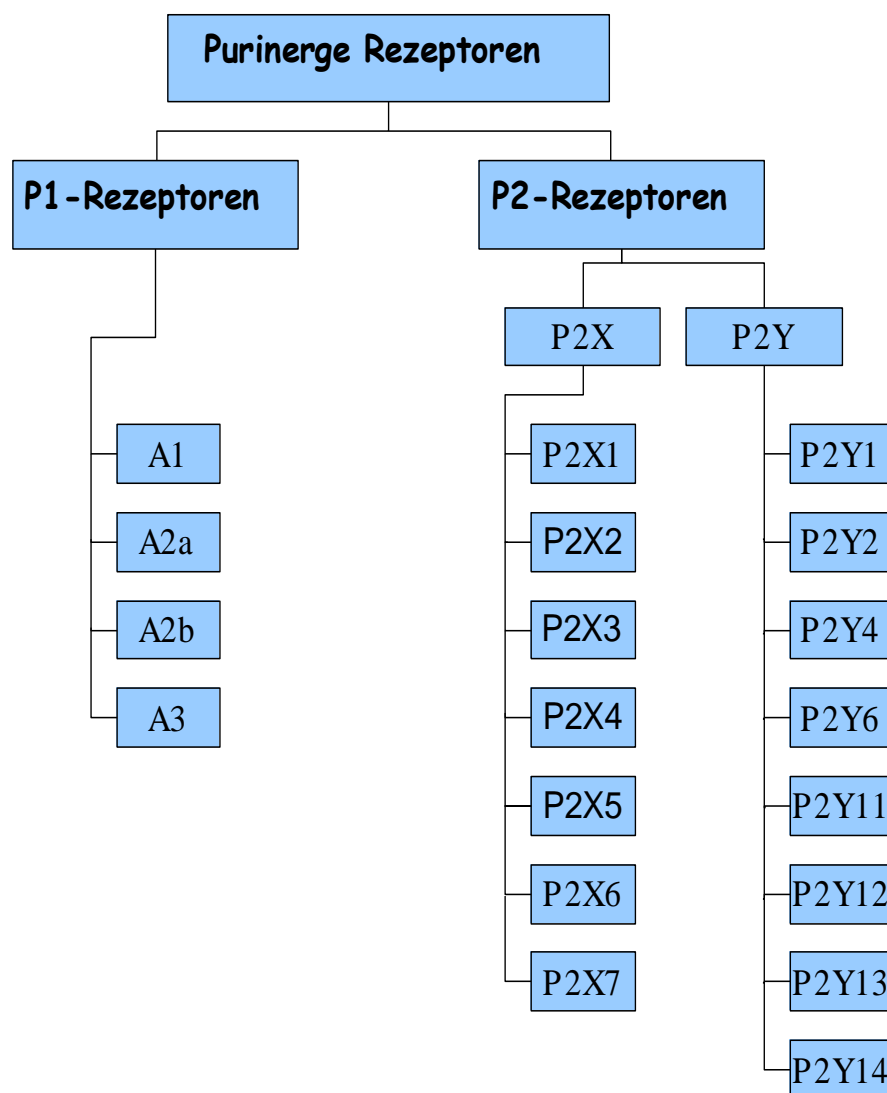 Purinerge Rezeptoren
P1-Rezeptoren
P2-Rezeptoren
P2X
P2Y
A1
A2a
A2b
A3
P2X1
P2X2
P2X3
P2X4
P2X5
P2X6
P2X7
P2Y1
P2Y2
P2Y4
P2Y6
P2Y11
P2Y12
P2Y13
P2Y14